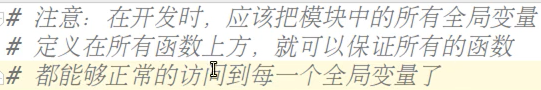 # 注意：在开发时，应该把模块中的所有全局变量
# 定义在所有函数上方，就可以保证所有的函数
# 都能够正常的访问到每一个全局变量了